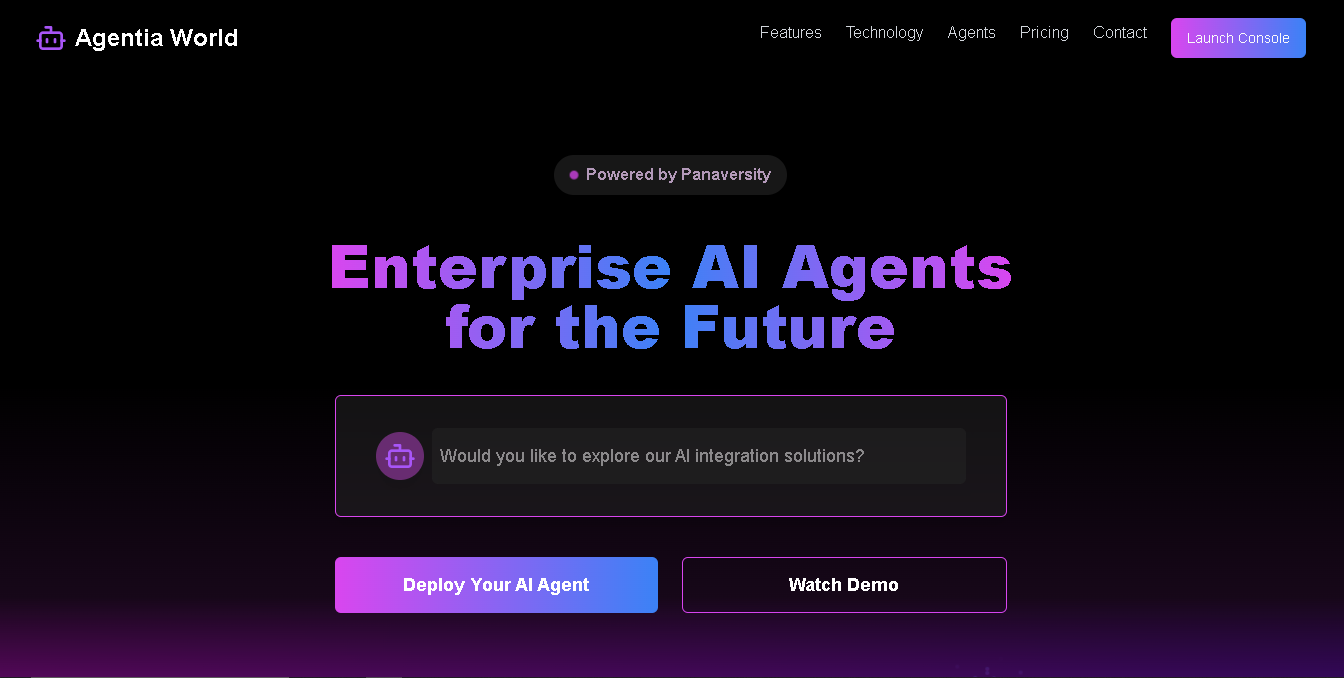 Agentia World
Features
Technology
Agents
Pricing
Contact
Launch Console
Powered by Panaversity
Enterprise AI Agents
for the Future
Would you like to explore our AI integration solutions?
Deploy Your AI Agent
Watch Demo